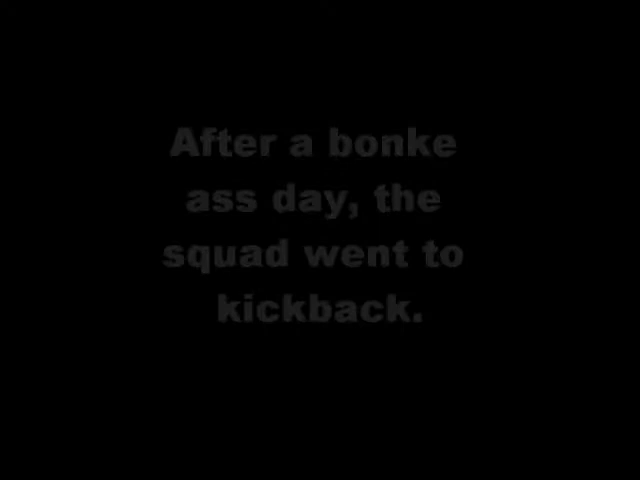 After a bonke
ass day, the
squad went to
kickback.